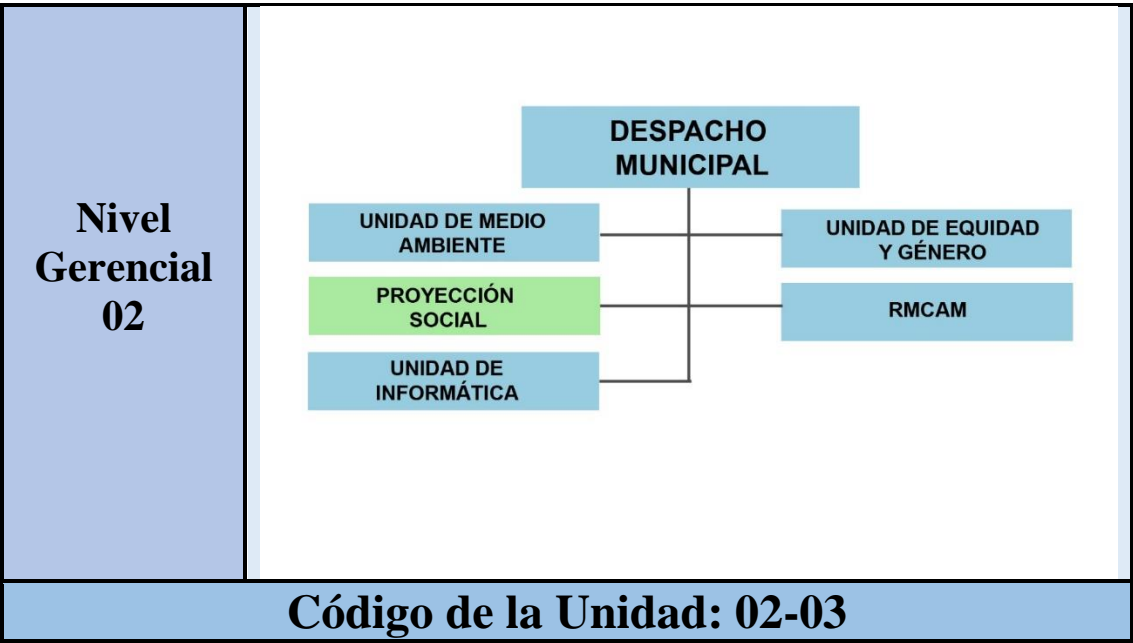 Nivel
Gerencial
02
DESPACHO
MUNICIPAL
UNIDAD DE MEDIO
AMBIENTE
UNIDAD DE EQUIDAD
Y GÉNERO
PROYECCIÓN
SOCIAL
RMCAM
UNIDAD DE
INFORMÁTICA
Código de la Unidad: 02-03